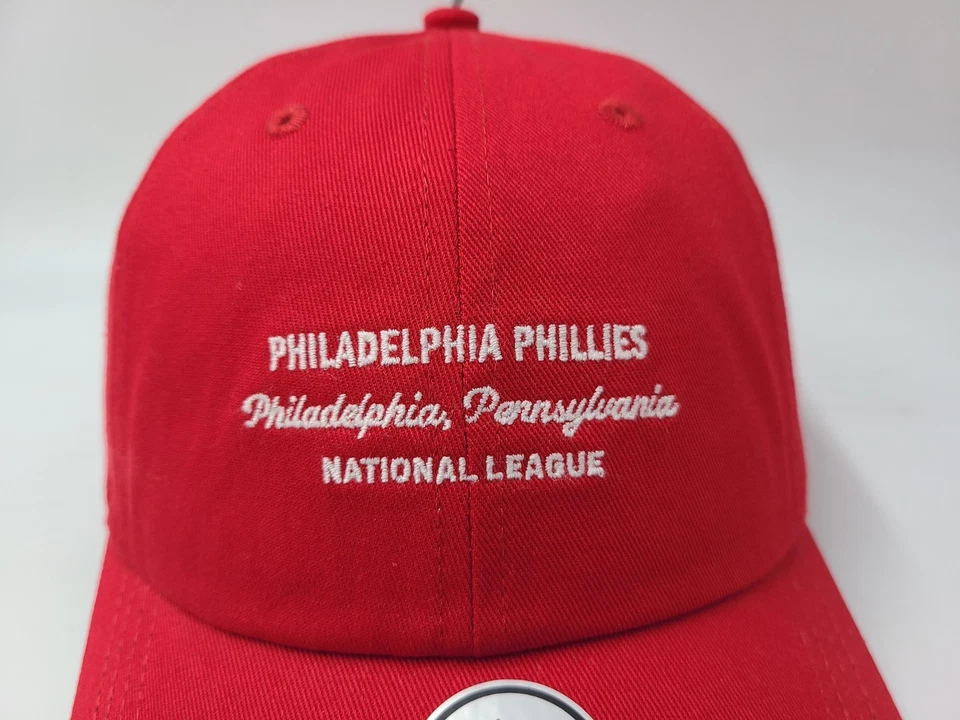 PHILADELPHIA PHILLIES
Philadelphia, Pennsylvania
NATIONAL LEAGUE